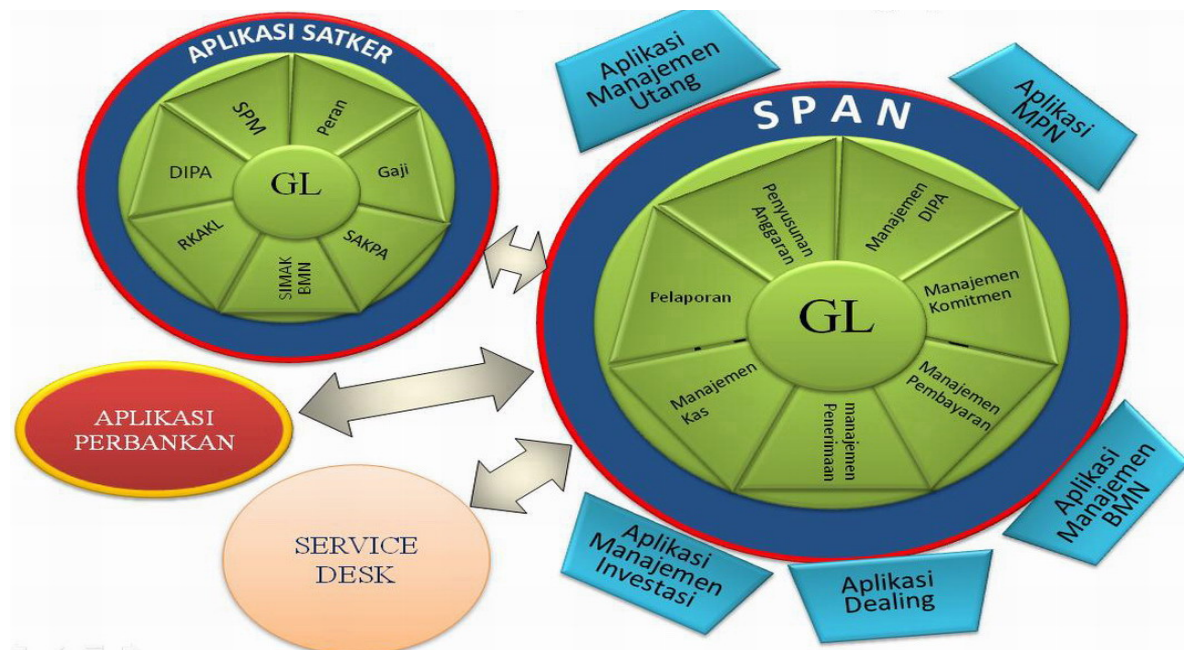 APLIKASI SATKER
SPM
Peran
DIPA
GL
Gaji
RKAKL
SIMAK
BMN
SAKPA
Aplikasi
Manajemen
Utang
Aplikasi
MPN
SPAN
Penyusunan
Anggaran
Manajemen
DIPA
Pelaporan
GL
Manajemen
Komitmen
Manajemen
Kas
manajemen
Penerimaan
Manajemen
Pembayaran
APLIKASI
PERBANKAN
SERVICE
DESK
Aplikasi
Manajemen
Investasi
Aplikasi
Dealing
Aplikasi
Manajemen
BMN